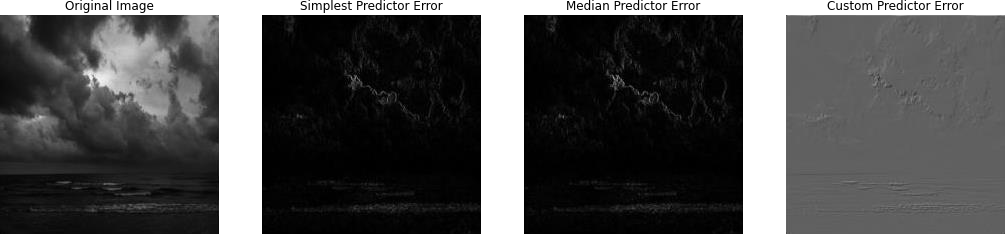 Original Image
Simplest Predictor Error
Median Predictor Error
Custom Predictor Error